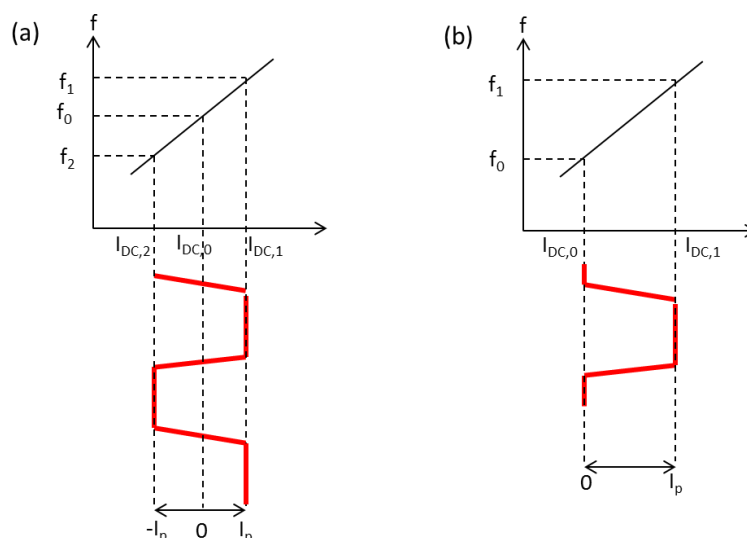 (a)
f
f1
f0
f2
IDC,2
IDC,0
IDC,1
-Ip
0
Ip
(b)
f
f1
f0
IDC,0
IDC,1
0
Ip